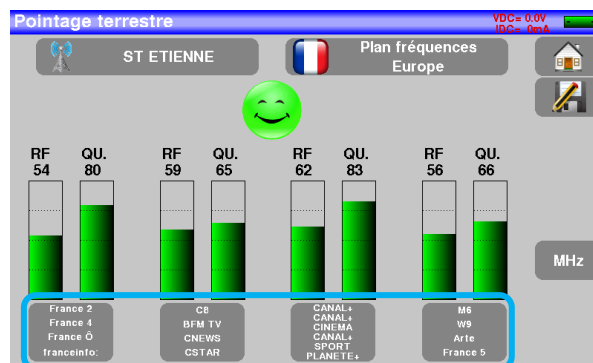 Pointage terrestre
VDC= 0.0V
IDC= 0mA
ST ETIENNE
Plan fréquences
Europe
RF QU. RF QU. RF QU. RF QU.
54 80 59 65 62 83 56 66
MHz
France 2
France 4
France Ô
franceinfo:
C8
BFM TV
CNEWS
CSTAR
CANAL+
CANAL+
CINEMA
CANAL+
SPORT
PLANETE+
M6
W9
Arte
France 5